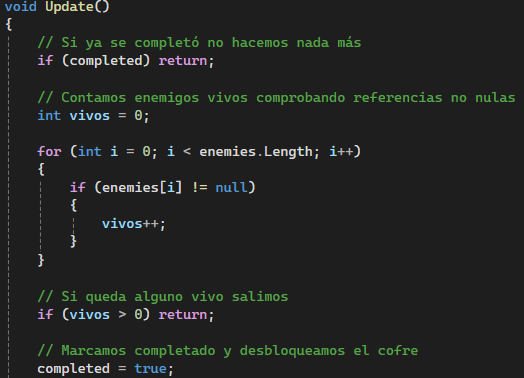 void Update()
{
// Si ya se completó no hacemos nada más
if (completed) return;
// Contamos enemigos vivos comprobando referencias no nulas
int vivos = 0;
for (int i = 0; i < enemies.Length; i++)
{
if (enemies[i] != null)
{
vivos++;
}
}
// Si queda alguno vivo salimos
if (vivos > 0) return;
// Marcamos completado y desbloqueamos el cofre
completed = true;